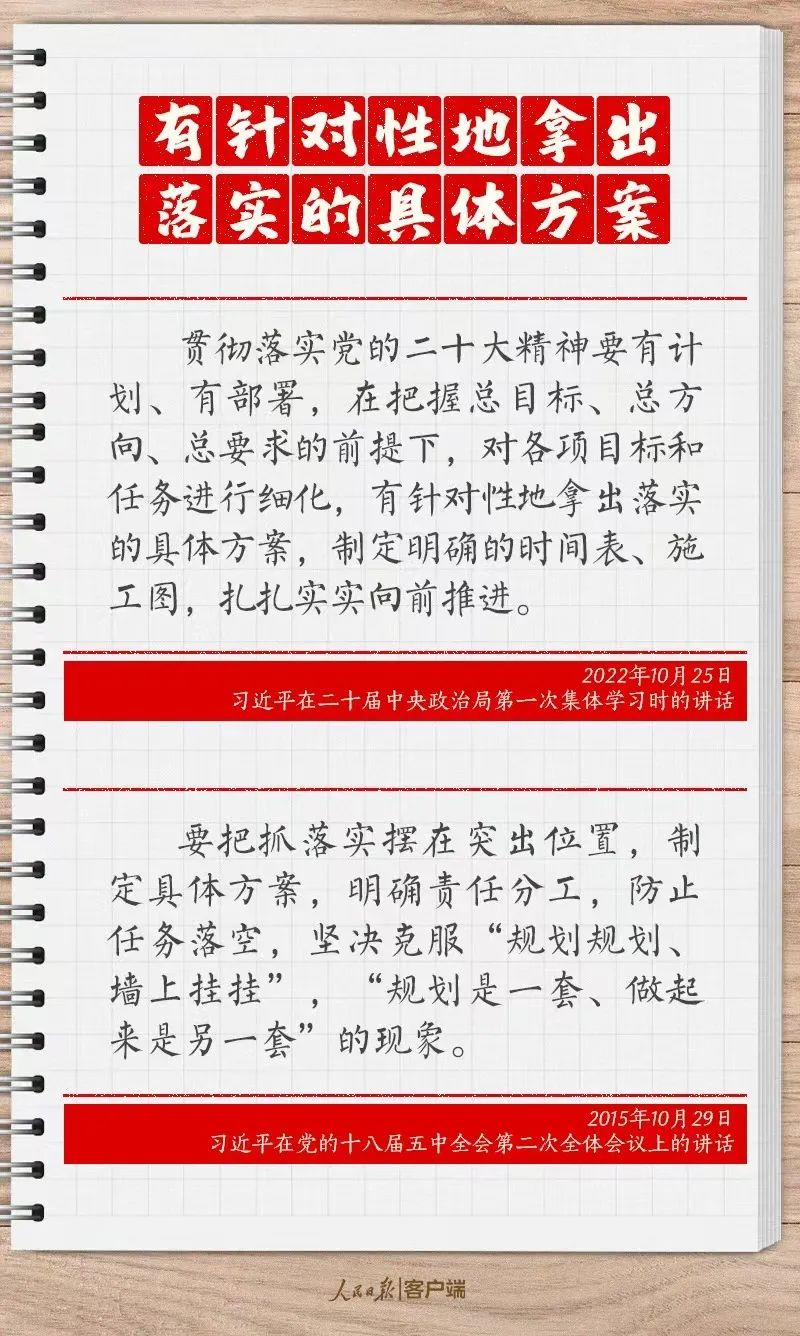 有针对性地拿出
落实的具体方案
贯彻落实党的二十大精神要有计
划、有部署，在把握总目标、总方
向、总要求的前提下，对各项目标和
任务进行细化，有针对性地拿出落实
的具体方案，制定明确的时间表、施
工图，扎扎实实向前推进。
2022年10月25日
习近平在二十届中央政治局第一次集体学习时的讲话
要把抓落实摆在突出位置，制
定具体方案，明确责任分工，防止
任务落空，坚决克服“规划规划、
墙上挂挂”，“规划是一套、做起
来是另一套”的现象。
2015年10月29日
习近平在党的十八届五中全会第二次全体会议上的讲话
人民日报|客户端